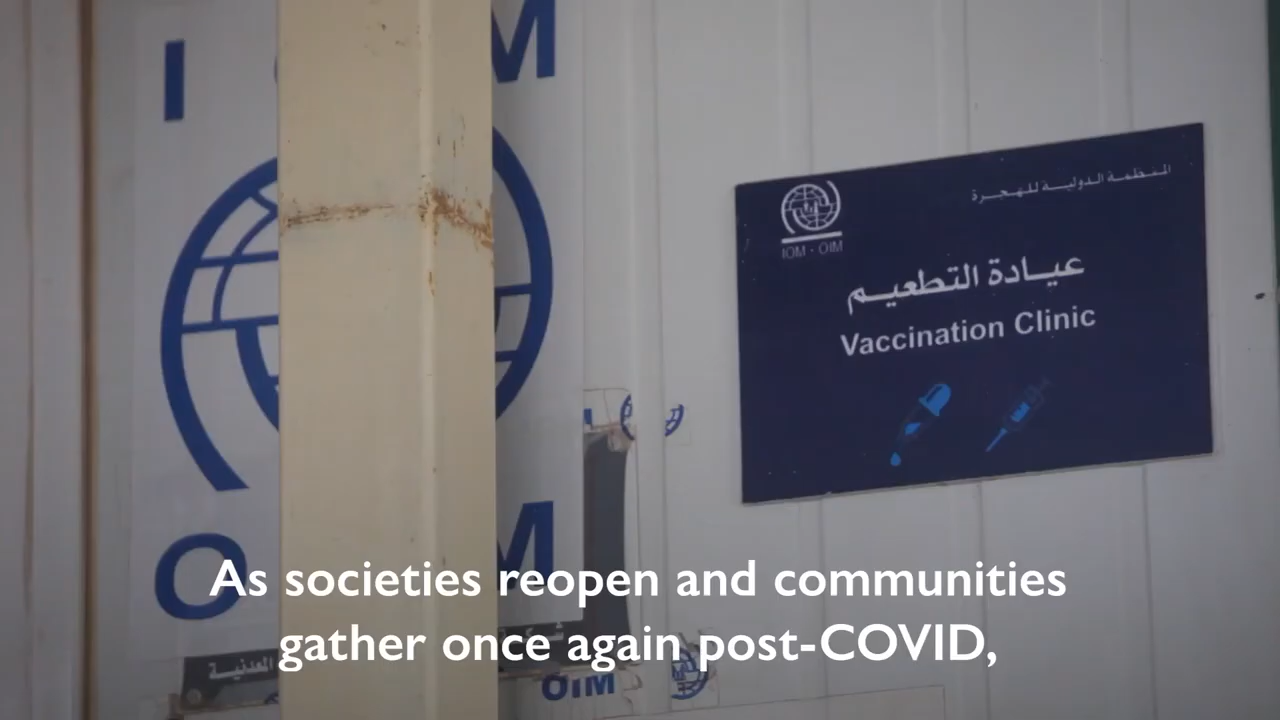 I M
المنظمة الدولية للهجرة
IOM - OIM
عيادة التطعيم
Vaccination Clinic
O M
As societies reopen and communities
gather once again post-COVID,
المعدنية
OIM